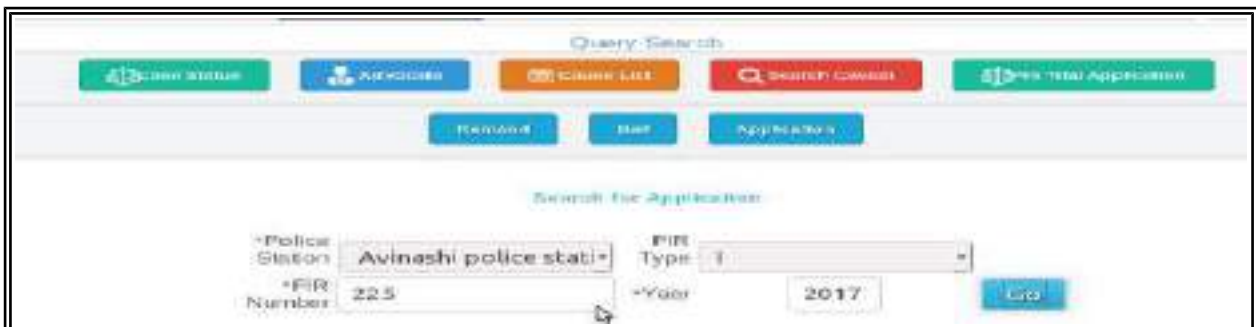 Query Search
Case Status Advocate Cause List Search Caveat Pre Trial Application
Remand Bail Application
Search for Application
*Police Station Avinashi police stati FIR Type 1
*FIR Number 225 *Year 2017 Go